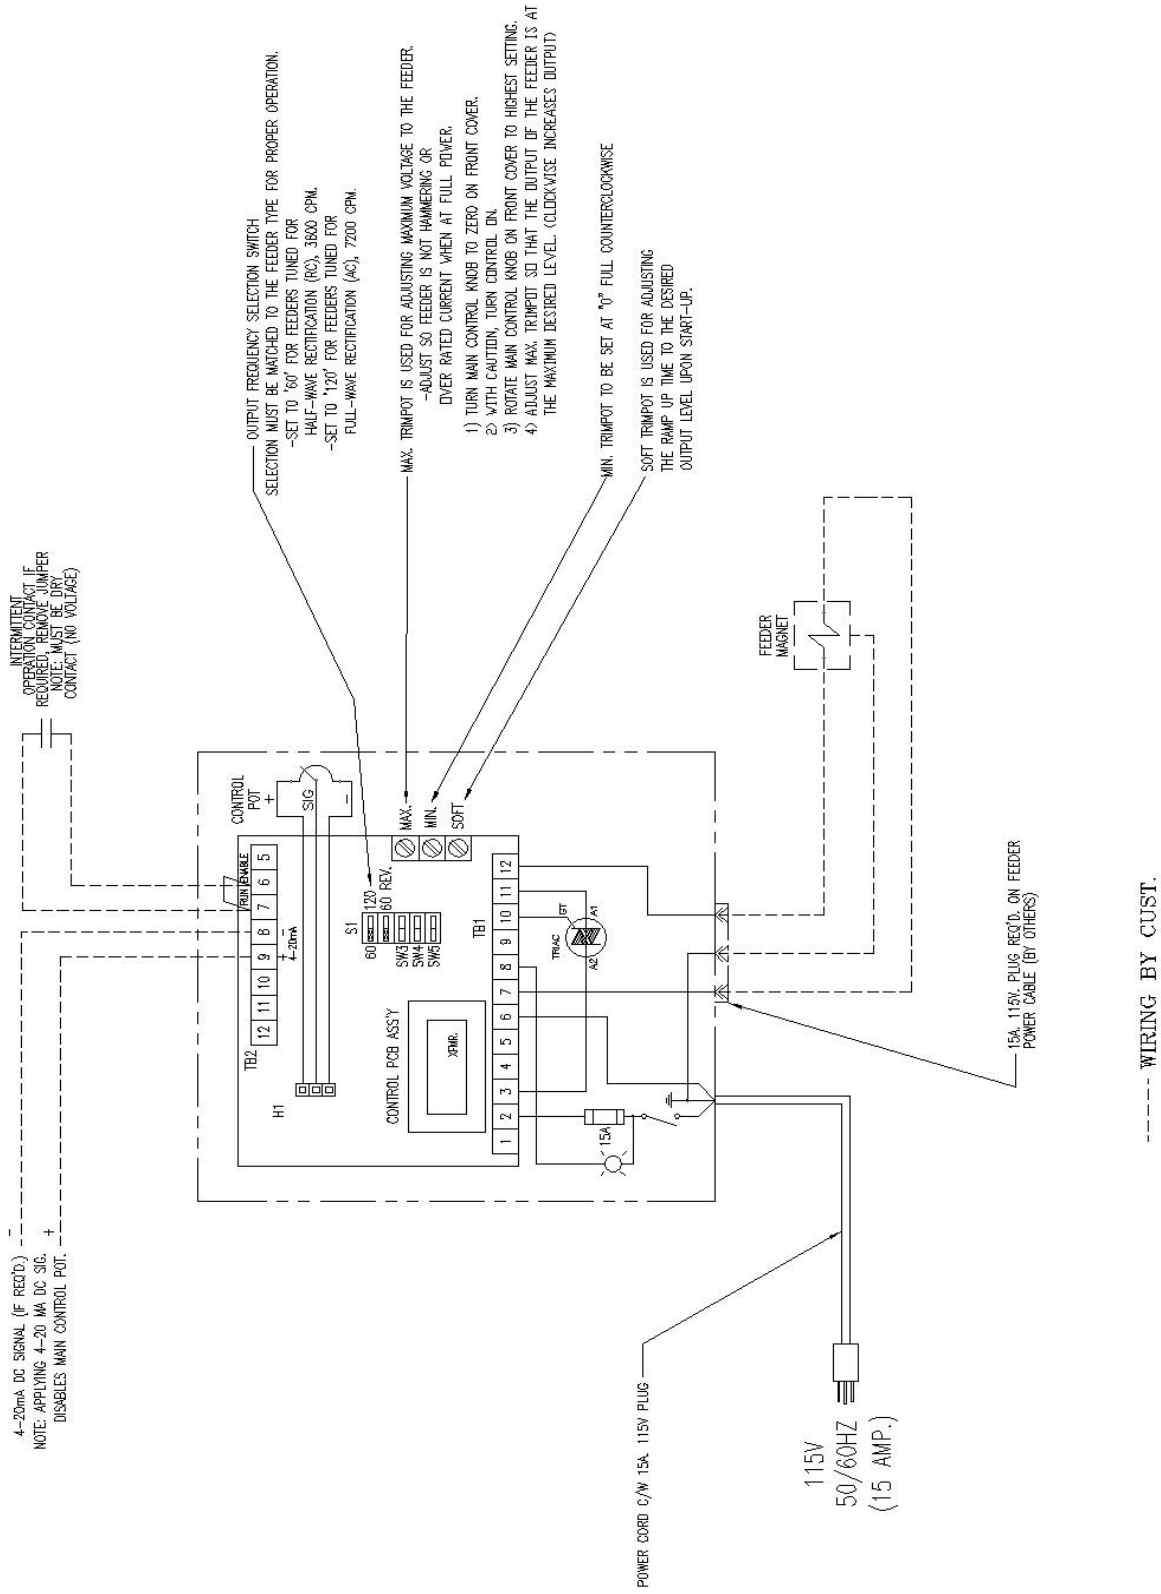 4-20mA DC SIGNAL (IF REQ'D.) -
NOTE: APPLYING 4-20 MA DC SIG. +
DISABLES MAIN CONTROL POT.
INTERMITTENT
OPERATION CONTACT IF
REQUIRED, REMOVE JUMPER
NOTE: MUST BE DRY
CONTACT (NO VOLTAGE)
TB2
12 11 10 9 8 7 6 5
+ -
4-20mA
/RUN/ENABLE
CONTROL
POT
+
SIG
-
H1
S1
60 120
60 REV.
SW3
SW4
SW5
CONTROL PCB ASS'Y
XFMR.
MAX.
MIN.
SOFT
TB1
1 2 3 4 5 6 7 8 9 10 11 12
15A
TRIAC
GT
A2
A1
OUTPUT FREQUENCY SELECTION SWITCH
SELECTION MUST BE MATCHED TO THE FEEDER TYPE FOR PROPER OPERATION.
-SET TO '60' FOR FEEDERS TUNED FOR
HALF-WAVE RECTIFICATION (RC), 3600 CPM.
-SET TO '120' FOR FEEDERS TUNED FOR
FULL-WAVE RECTIFICATION (AC), 7200 CPM.
MAX. TRIMPOT IS USED FOR ADJUSTING MAXIMUM VOLTAGE TO THE FEEDER.
-ADJUST SO FEEDER IS NOT HAMMERING OR
OVER RATED CURRENT WHEN AT FULL POWER.
1) TURN MAIN CONTROL KNOB TO ZERO ON FRONT COVER.
2) WITH CAUTION, TURN CONTROL ON.
3) ROTATE MAIN CONTROL KNOB ON FRONT COVER TO HIGHEST SETTING.
4) ADJUST MAX. TRIMPOT SO THAT THE OUTPUT OF THE FEEDER IS AT
THE MAXIMUM DESIRED LEVEL. (CLOCKWISE INCREASES OUTPUT)
MIN. TRIMPOT TO BE SET AT "0" FULL COUNTERCLOCKWISE
SOFT TRIMPOT IS USED FOR ADJUSTING
THE RAMP UP TIME TO THE DESIRED
OUTPUT LEVEL UPON START-UP.
FEEDER
MAGNET
POWER CORD C/W 15A 115V PLUG
115V
50/60HZ
(15 AMP.)
15A. 115V. PLUG REQ'D. ON FEEDER
POWER CABLE (BY OTHERS)
----- WIRING BY CUST.